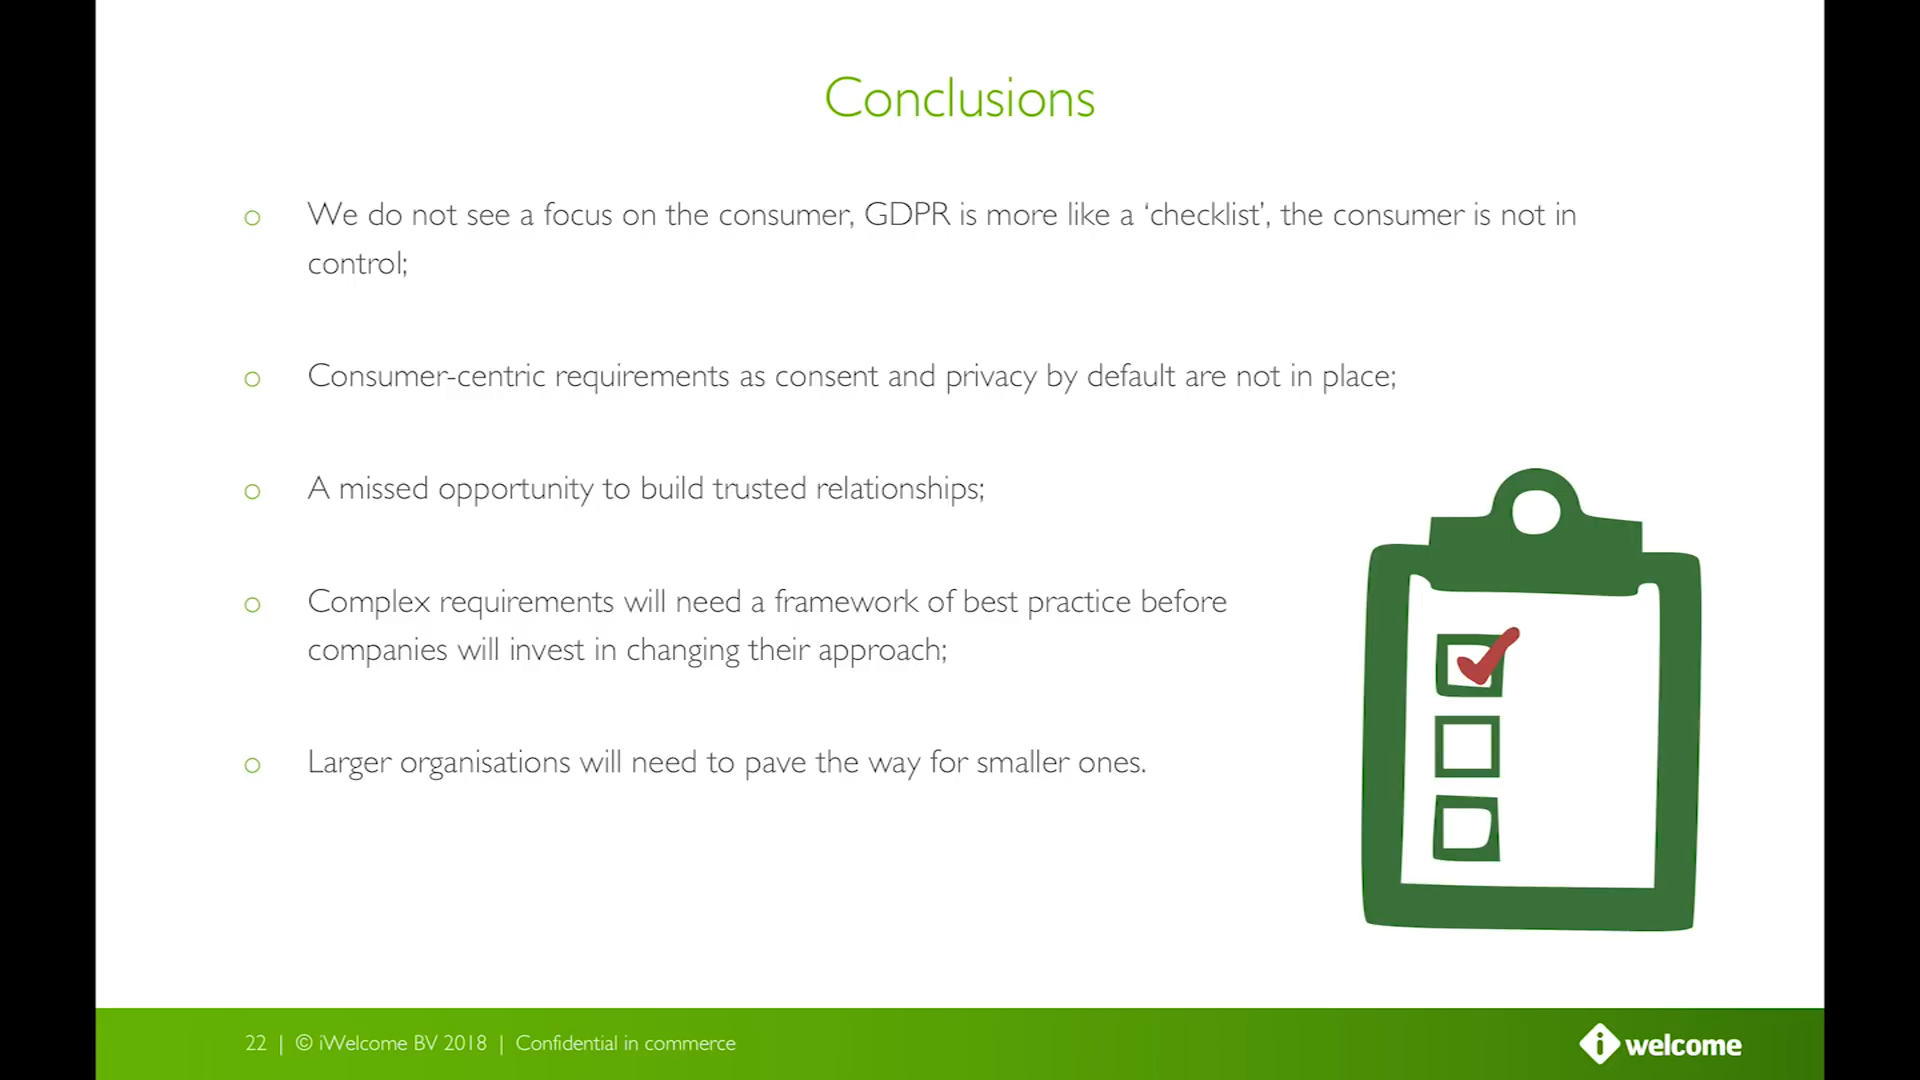 Conclusions
o We do not see a focus on the consumer, GDPR is more like a ‘checklist’, the consumer is not in
control;
o Consumer-centric requirements as consent and privacy by default are not in place;
o A missed opportunity to build trusted relationships;
o Complex requirements will need a framework of best practice before
companies will invest in changing their approach;
o Larger organisations will need to pave the way for smaller ones.
22 | © iWelcome BV 2018 | Confidential in commerce
i welcome